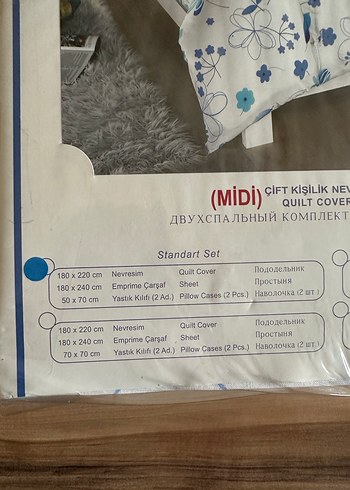 (MİDİ) ÇİFT KİŞİLİK NEV
QUILT COVER
ДВУХСПАЛЬНЫЙ КОМПЛЕКТ
Standart Set
180 x 220 cm Nevresim Quilt Cover Пододельник
180 x 240 cm Emprime Çarşaf Sheet Простыня
50 x 70 cm Yastık Kılıfı (2 Ad.) Pillow Cases (2 Pcs.) Наволочка (2 шт.)
180 x 220 cm Nevresim Quilt Cover Пододельник
180 x 240 cm Emprime Çarşaf Sheet Простыня
70 x 70 cm Yastık Kılıfı (2 Ad.) Pillow Cases (2 Pcs.) Наволочка (2 шт.)